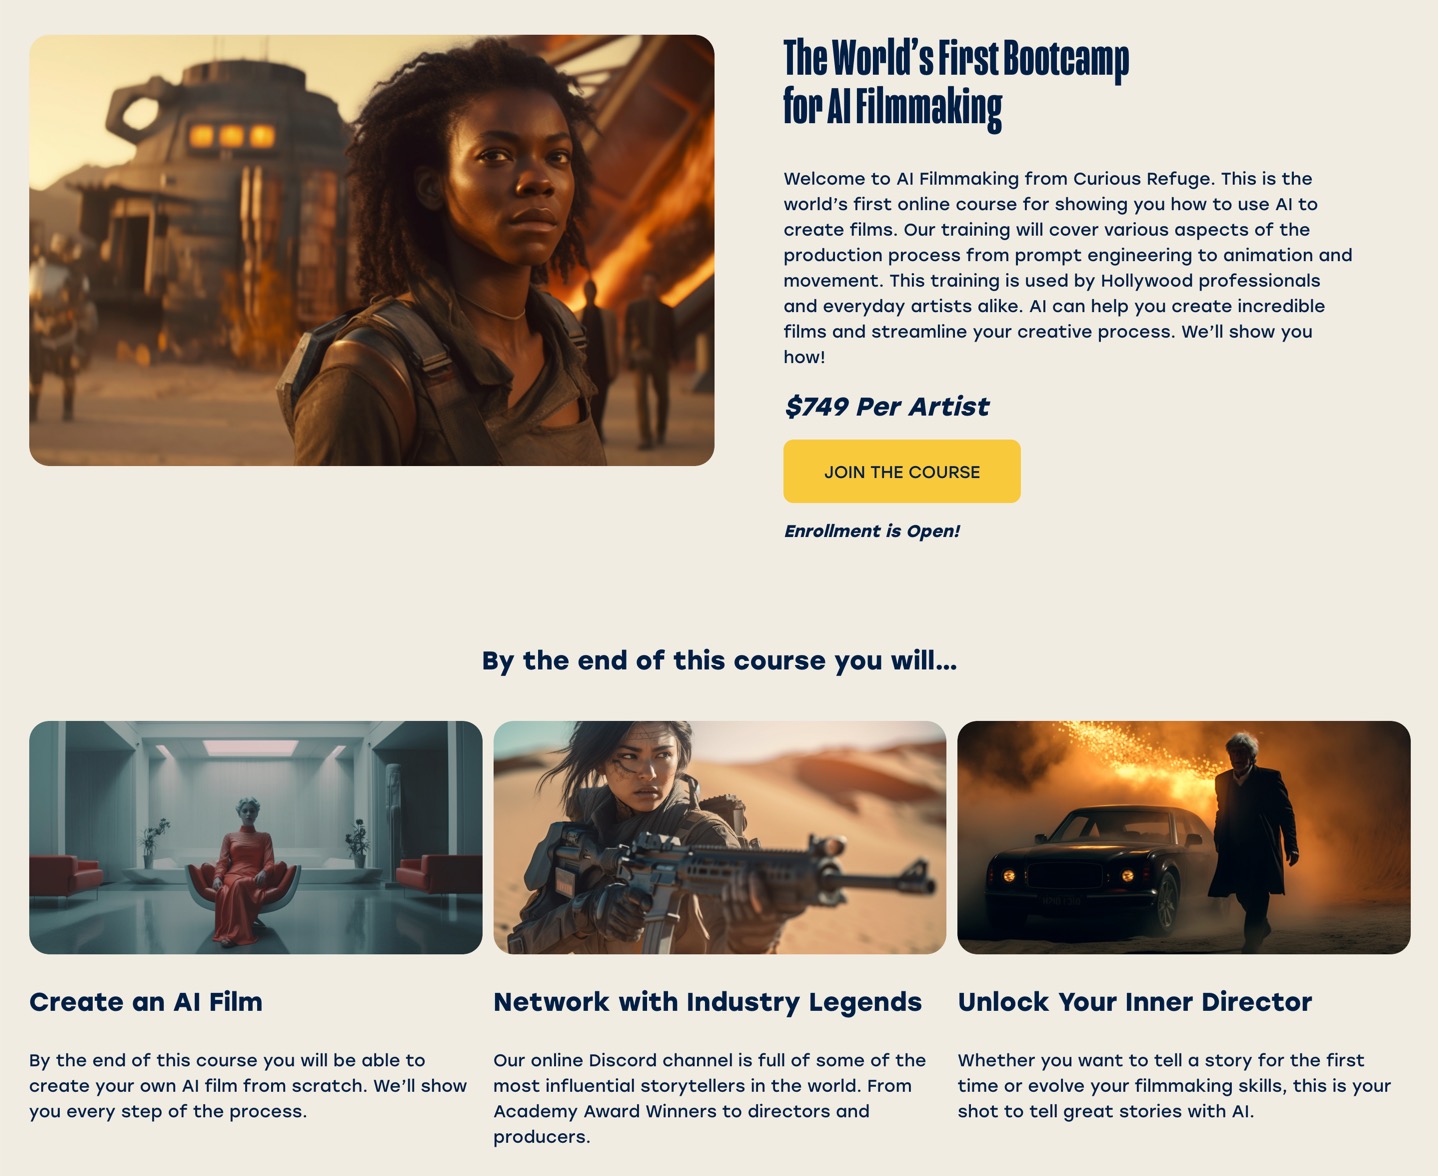 The World's First Bootcamp
for AI Filmmaking
Welcome to AI Filmmaking from Curious Refuge. This is the
world's first online course for showing you how to use AI to
create films. Our training will cover various aspects of the
production process from prompt engineering to animation and
movement. This training is used by Hollywood professionals
and everyday artists alike. AI can help you create incredible
films and streamline your creative process. We'll show you
how!
$749 Per Artist
JOIN THE COURSE
Enrollment is Open!
By the end of this course you will...
Create an AI Film
By the end of this course you will be able to
create your own AI film from scratch. We'll show
you every step of the process.
Network with Industry Legends
Our online Discord channel is full of some of the
most influential storytellers in the world. From
Academy Award Winners to directors and
producers.
Unlock Your Inner Director
Whether you want to tell a story for the first
time or evolve your filmmaking skills, this is your
shot to tell great stories with AI.